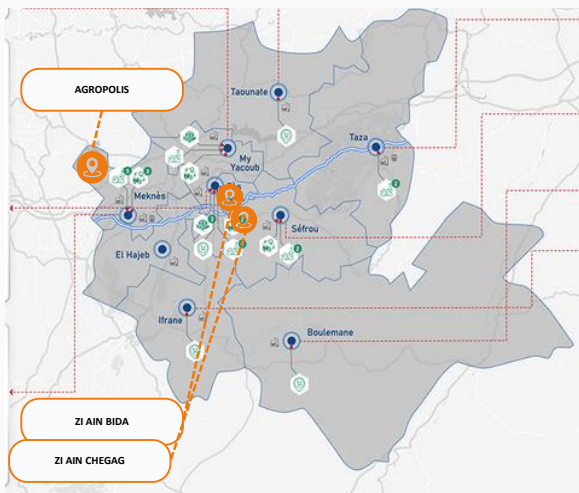 AGROPOLIS
Taounate
Taza
My
Yacoub
Meknès
Séfrou
El Hajeb
Ifrane
Boulemane
ZI AIN BIDA
ZI AIN CHEGAG